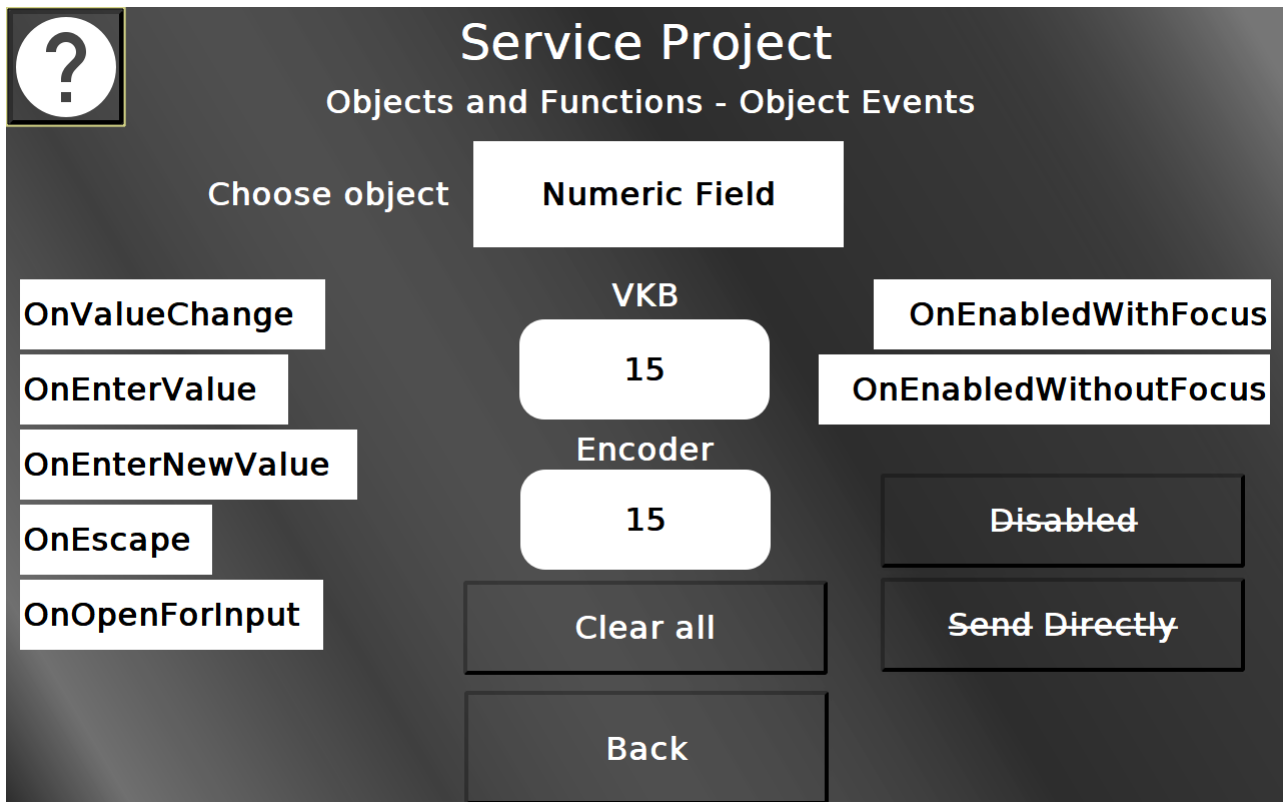 ?
Service Project
Objects and Functions - Object Events
Choose object
Numeric Field
OnValueChange
OnEnterValue
OnEnterNewValue
OnEscape
OnOpenForInput
VKB
15
Encoder
15
Clear all
Back
OnEnabledWithFocus
OnEnabledWithoutFocus
Disabled
Send Directly